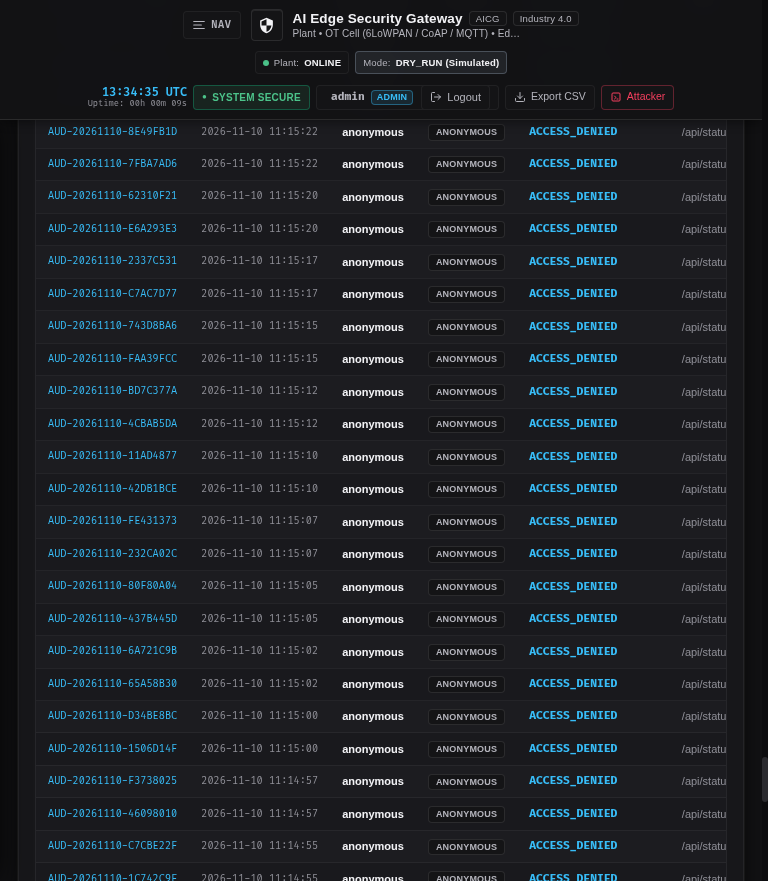 NAV
AI Edge Security Gateway AICG Industry 4.0
Plant • OT Cell (6LoWPAN / CoAP / MQTT) • Ed…
Plant: ONLINE Mode: DRY_RUN (Simulated)
13:34:35 UTC
Uptime: 00h 00m 09s
SYSTEM SECURE
admin ADMIN
Logout
Export CSV
Attacker
AUD-20261110-8E49FB1D 2026-11-10 11:15:22 anonymous ANONYMOUS ACCESS_DENIED /api/statu
AUD-20261110-7FBA7AD6 2026-11-10 11:15:22 anonymous ANONYMOUS ACCESS_DENIED /api/statu
AUD-20261110-62310F21 2026-11-10 11:15:20 anonymous ANONYMOUS ACCESS_DENIED /api/statu
AUD-20261110-E6A293E3 2026-11-10 11:15:20 anonymous ANONYMOUS ACCESS_DENIED /api/statu
AUD-20261110-2337C531 2026-11-10 11:15:17 anonymous ANONYMOUS ACCESS_DENIED /api/statu
AUD-20261110-C7AC7D77 2026-11-10 11:15:17 anonymous ANONYMOUS ACCESS_DENIED /api/statu
AUD-20261110-743D8BA6 2026-11-10 11:15:15 anonymous ANONYMOUS ACCESS_DENIED /api/statu
AUD-20261110-FAA39FCC 2026-11-10 11:15:15 anonymous ANONYMOUS ACCESS_DENIED /api/statu
AUD-20261110-BD7C377A 2026-11-10 11:15:12 anonymous ANONYMOUS ACCESS_DENIED /api/statu
AUD-20261110-4CBAB5DA 2026-11-10 11:15:12 anonymous ANONYMOUS ACCESS_DENIED /api/statu
AUD-20261110-11AD4877 2026-11-10 11:15:10 anonymous ANONYMOUS ACCESS_DENIED /api/statu
AUD-20261110-42DB1BCE 2026-11-10 11:15:10 anonymous ANONYMOUS ACCESS_DENIED /api/statu
AUD-20261110-FE431373 2026-11-10 11:15:07 anonymous ANONYMOUS ACCESS_DENIED /api/statu
AUD-20261110-232CA02C 2026-11-10 11:15:07 anonymous ANONYMOUS ACCESS_DENIED /api/statu
AUD-20261110-80F80A04 2026-11-10 11:15:05 anonymous ANONYMOUS ACCESS_DENIED /api/statu
AUD-20261110-437B445D 2026-11-10 11:15:05 anonymous ANONYMOUS ACCESS_DENIED /api/statu
AUD-20261110-6A721C9B 2026-11-10 11:15:02 anonymous ANONYMOUS ACCESS_DENIED /api/statu
AUD-20261110-65A58B30 2026-11-10 11:15:02 anonymous ANONYMOUS ACCESS_DENIED /api/statu
AUD-20261110-D34BE8BC 2026-11-10 11:15:00 anonymous ANONYMOUS ACCESS_DENIED /api/statu
AUD-20261110-1506D14F 2026-11-10 11:15:00 anonymous ANONYMOUS ACCESS_DENIED /api/statu
AUD-20261110-F3738025 2026-11-10 11:14:57 anonymous ANONYMOUS ACCESS_DENIED /api/statu
AUD-20261110-46098010 2026-11-10 11:14:57 anonymous ANONYMOUS ACCESS_DENIED /api/statu
AUD-20261110-C7CBE22F 2026-11-10 11:14:55 anonymous ANONYMOUS ACCESS_DENIED /api/statu
AUD-20261110-1C742C9F 2026-11-10 11:14:55 anonymous ANONYMOUS ACCESS_DENIED /api/statu